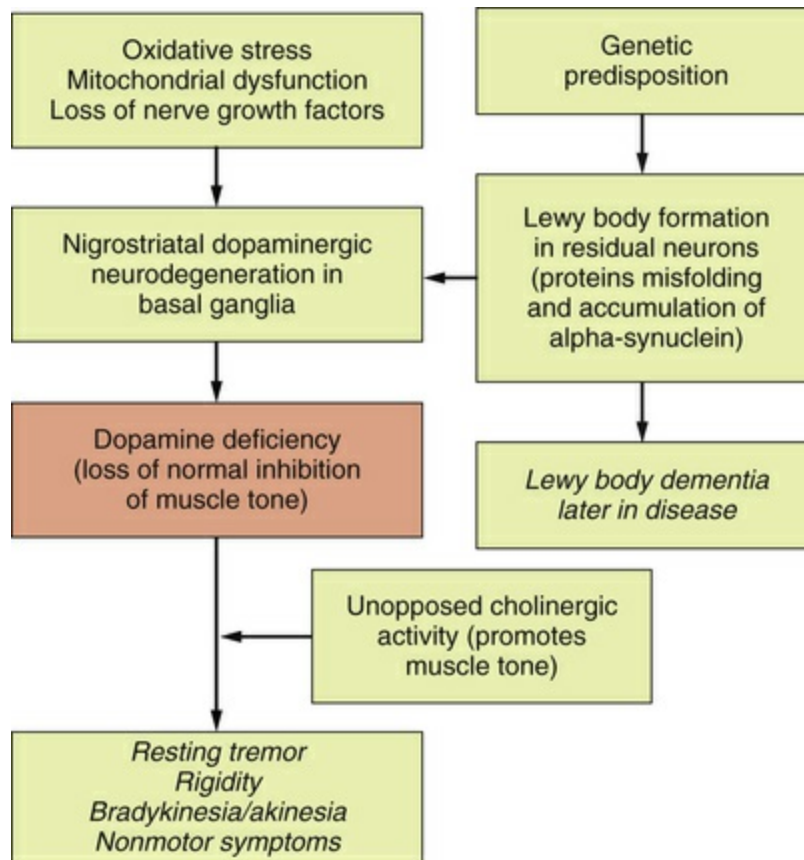 Oxidative stress
Mitochondrial dysfunction
Loss of nerve growth factors
Genetic
predisposition
Nigrostriatal dopaminergic
neurodegeneration in
basal ganglia
Lewy body formation
in residual neurons
(proteins misfolding
and accumulation of
alpha-synuclein)
Dopamine deficiency
(loss of normal inhibition
of muscle tone)
Lewy body dementia
later in disease
Unopposed cholinergic
activity (promotes
muscle tone)
Resting tremor
Rigidity
Bradykinesia/akinesia
Nonmotor symptoms